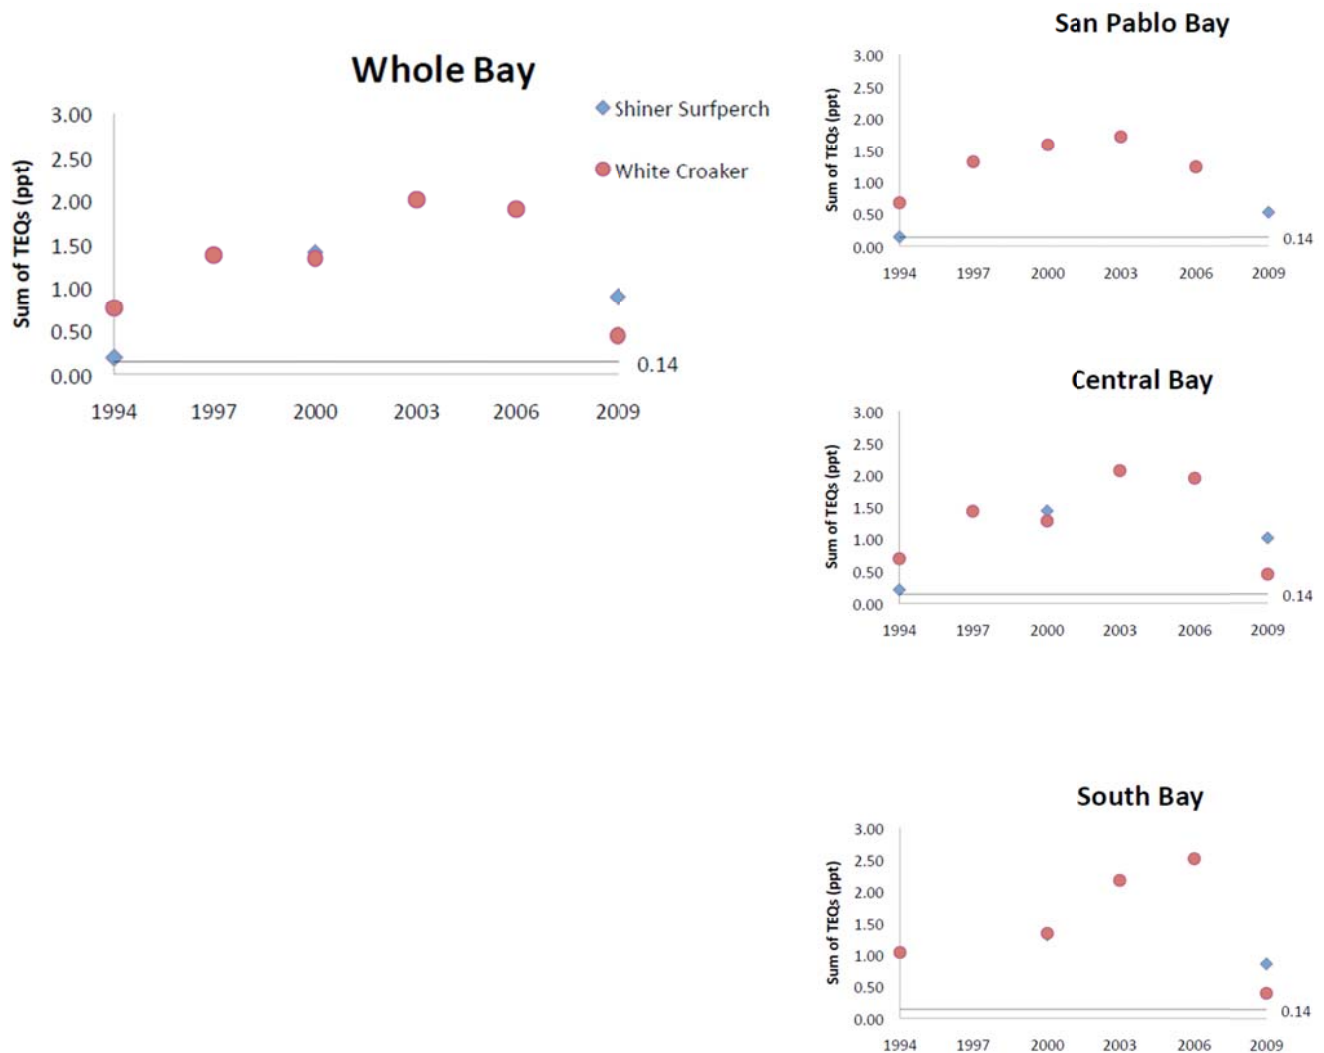 Whole Bay
Shiner Surfperch
White Croaker
Sum of TEQs (ppt)
3.00
2.50
2.00
1.50
1.00
0.50
0.00
0.14
1994 1997 2000 2003 2006 2009
San Pablo Bay
Sum of TEQs (ppt)
3.00
2.50
2.00
1.50
1.00
0.50
0.00
0.14
1994 1997 2000 2003 2006 2009
Central Bay
Sum of TEQs (ppt)
3.00
2.50
2.00
1.50
1.00
0.50
0.00
0.14
1994 1997 2000 2003 2006 2009
South Bay
Sum of TEQs (ppt)
3.00
2.50
2.00
1.50
1.00
0.50
0.00
0.14
1994 1997 2000 2003 2006 2009